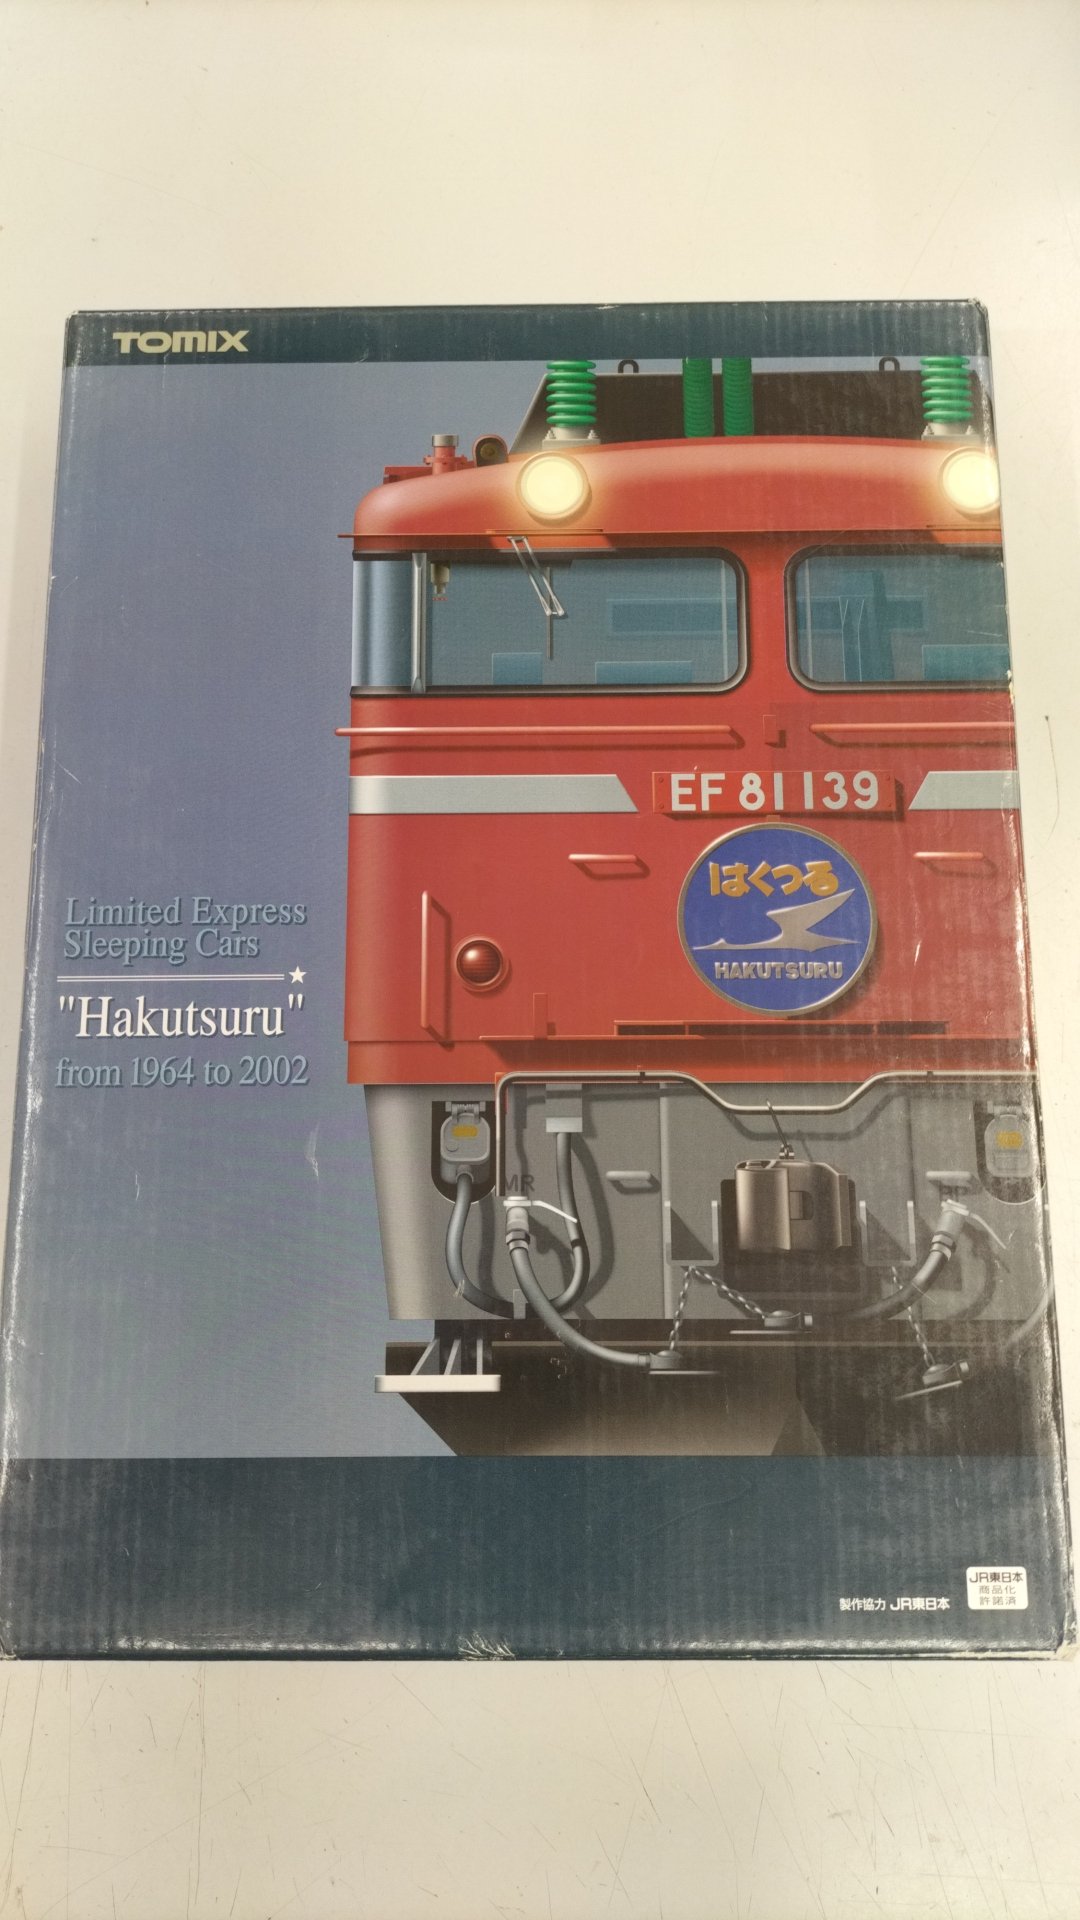 TOMIX
EF 81 139
はくつる
HAKUTSURU
Limited Express
Sleeping Cars
"Hakutsuru"
from 1964 to 2002
MR
製作協力 JR東日本
JR東日本
商品化
許諾済